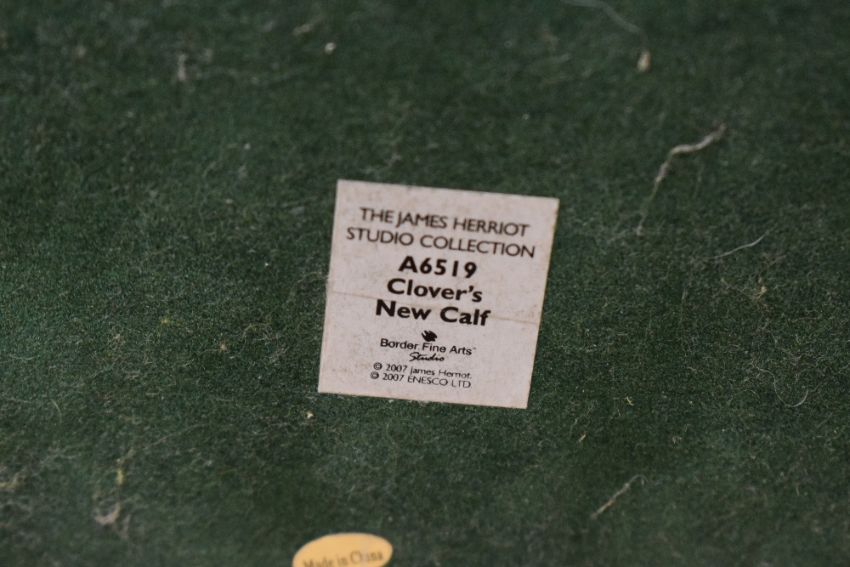 THE JAMES HERRIOT
STUDIO COLLECTION
A6519
Clover's
New Calf
Border Fine Arts™
Studio
© 2007 James Herriot.
© 2007 ENESCO LTD
Made in China